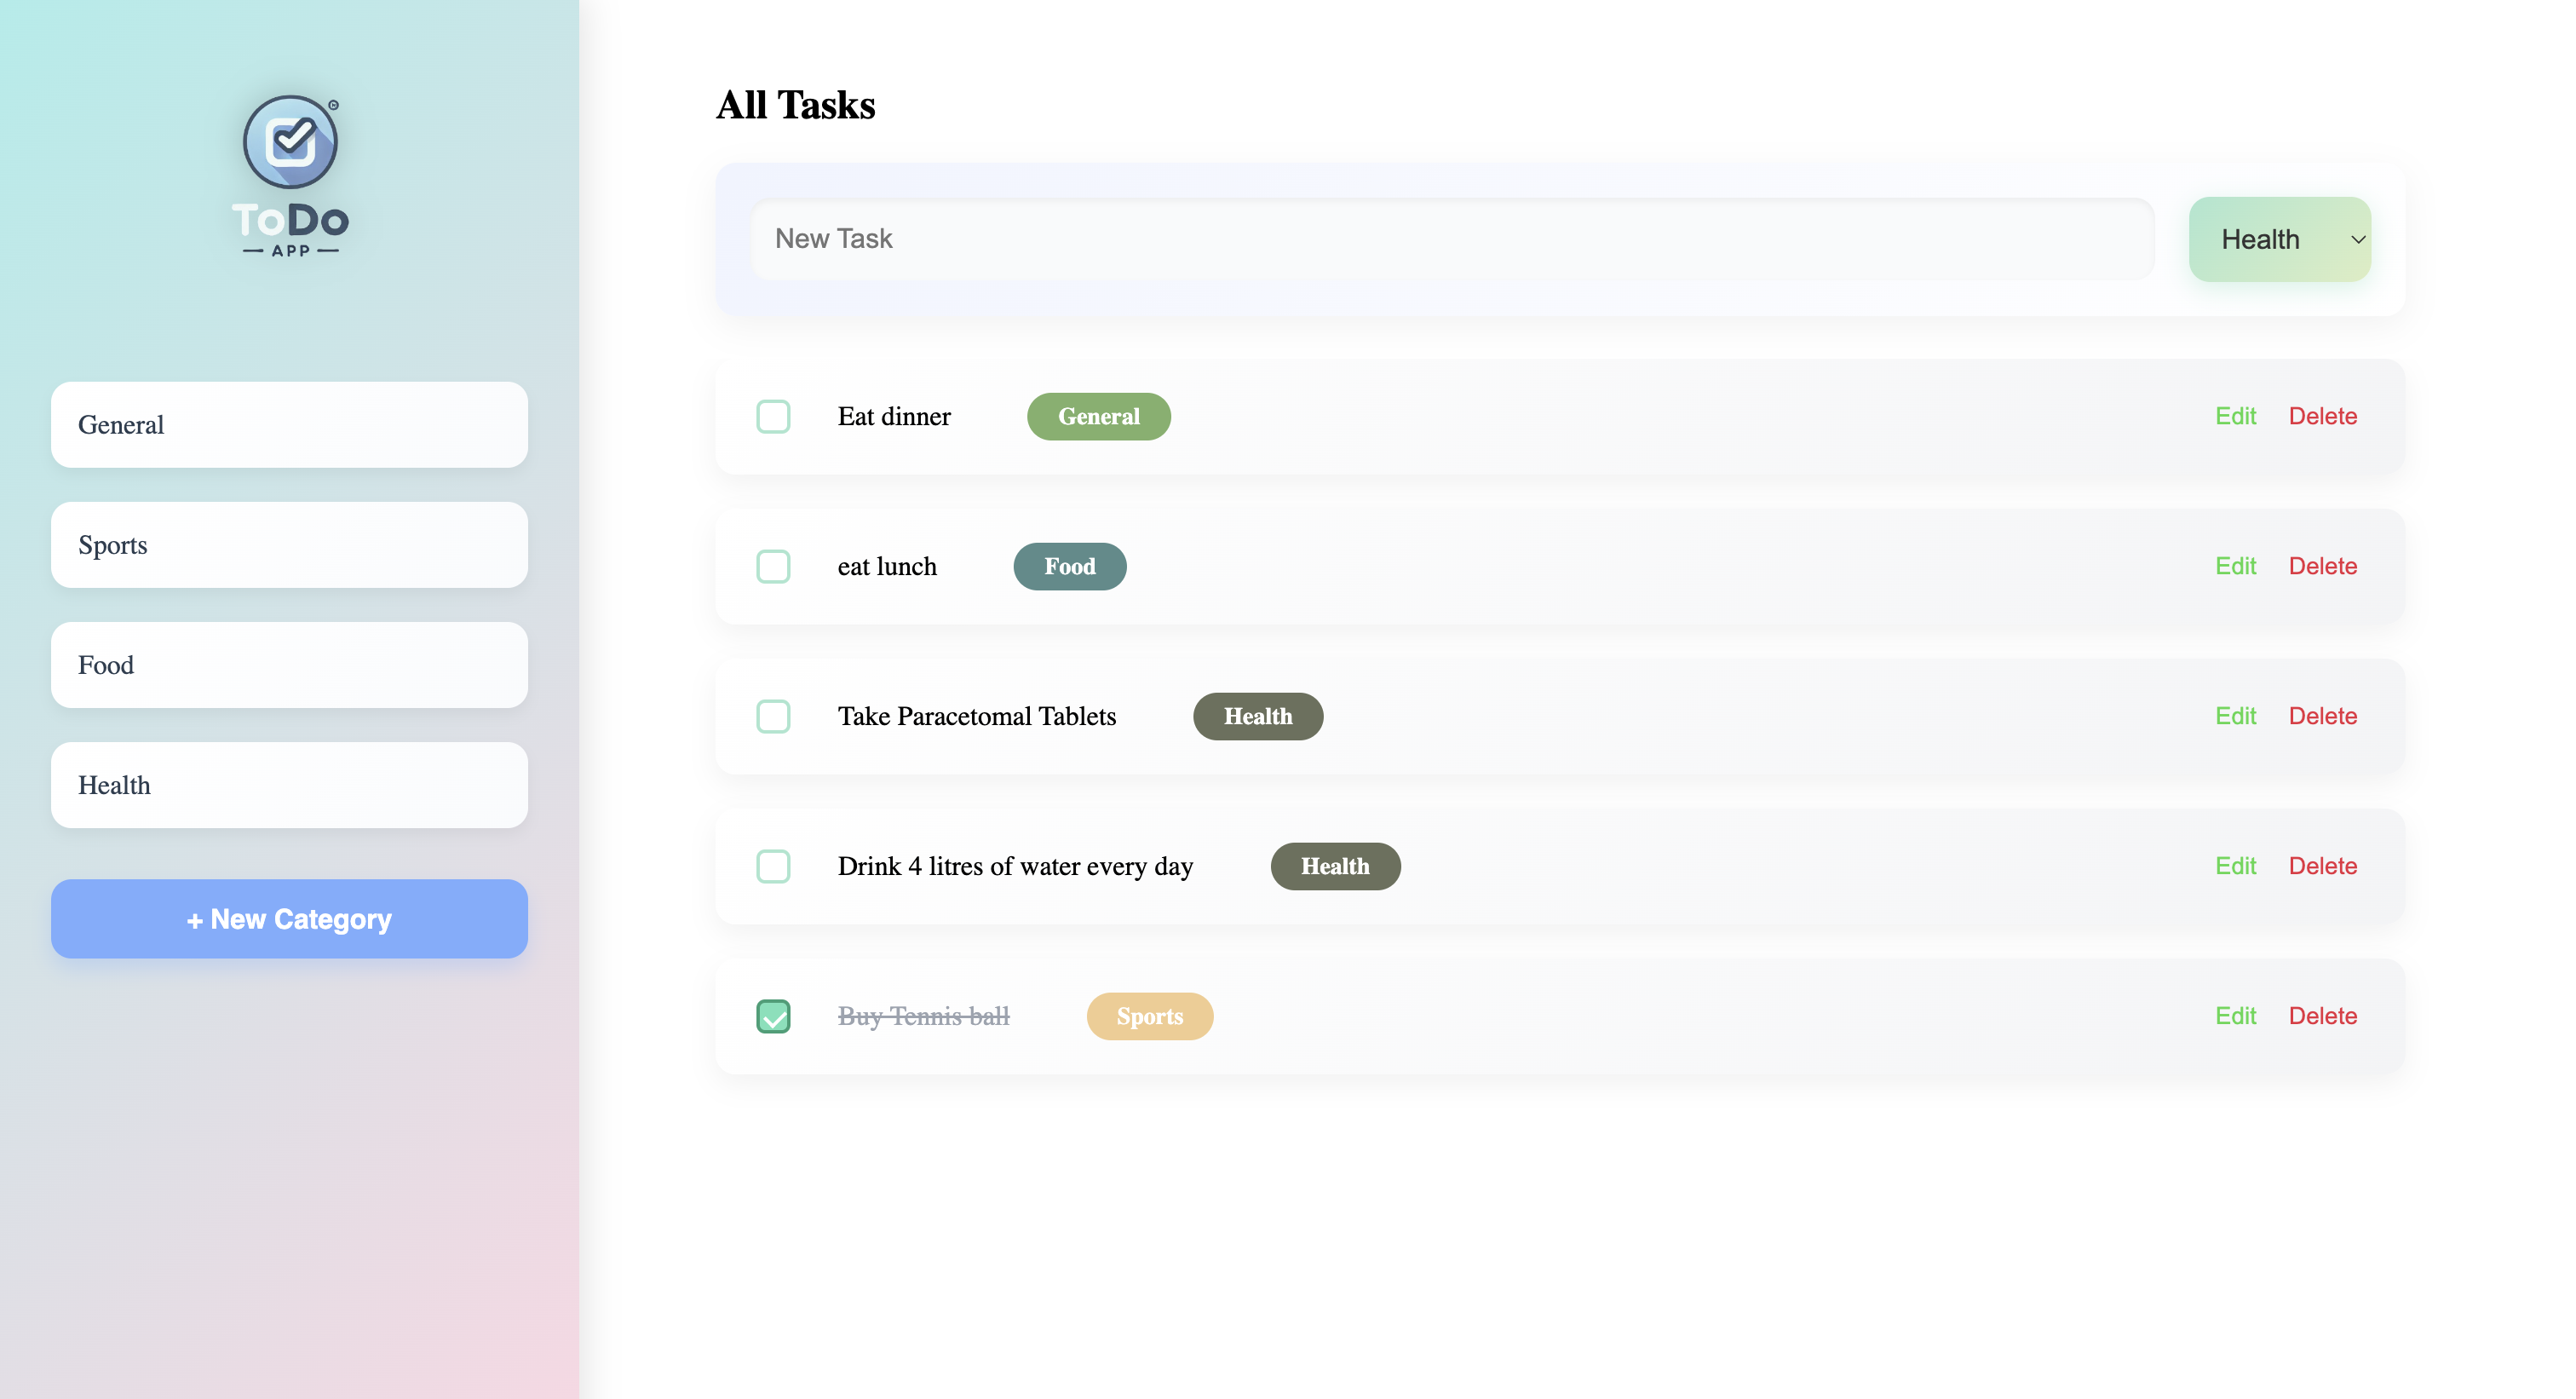 ToDo
APP
General
Sports
Food
Health
+ New Category
All Tasks
New Task
Health
Eat dinner General Edit Delete
eat lunch Food Edit Delete
Take Paracetomal Tablets Health Edit Delete
Drink 4 litres of water every day Health Edit Delete
Buy Tennis ball Sports Edit Delete